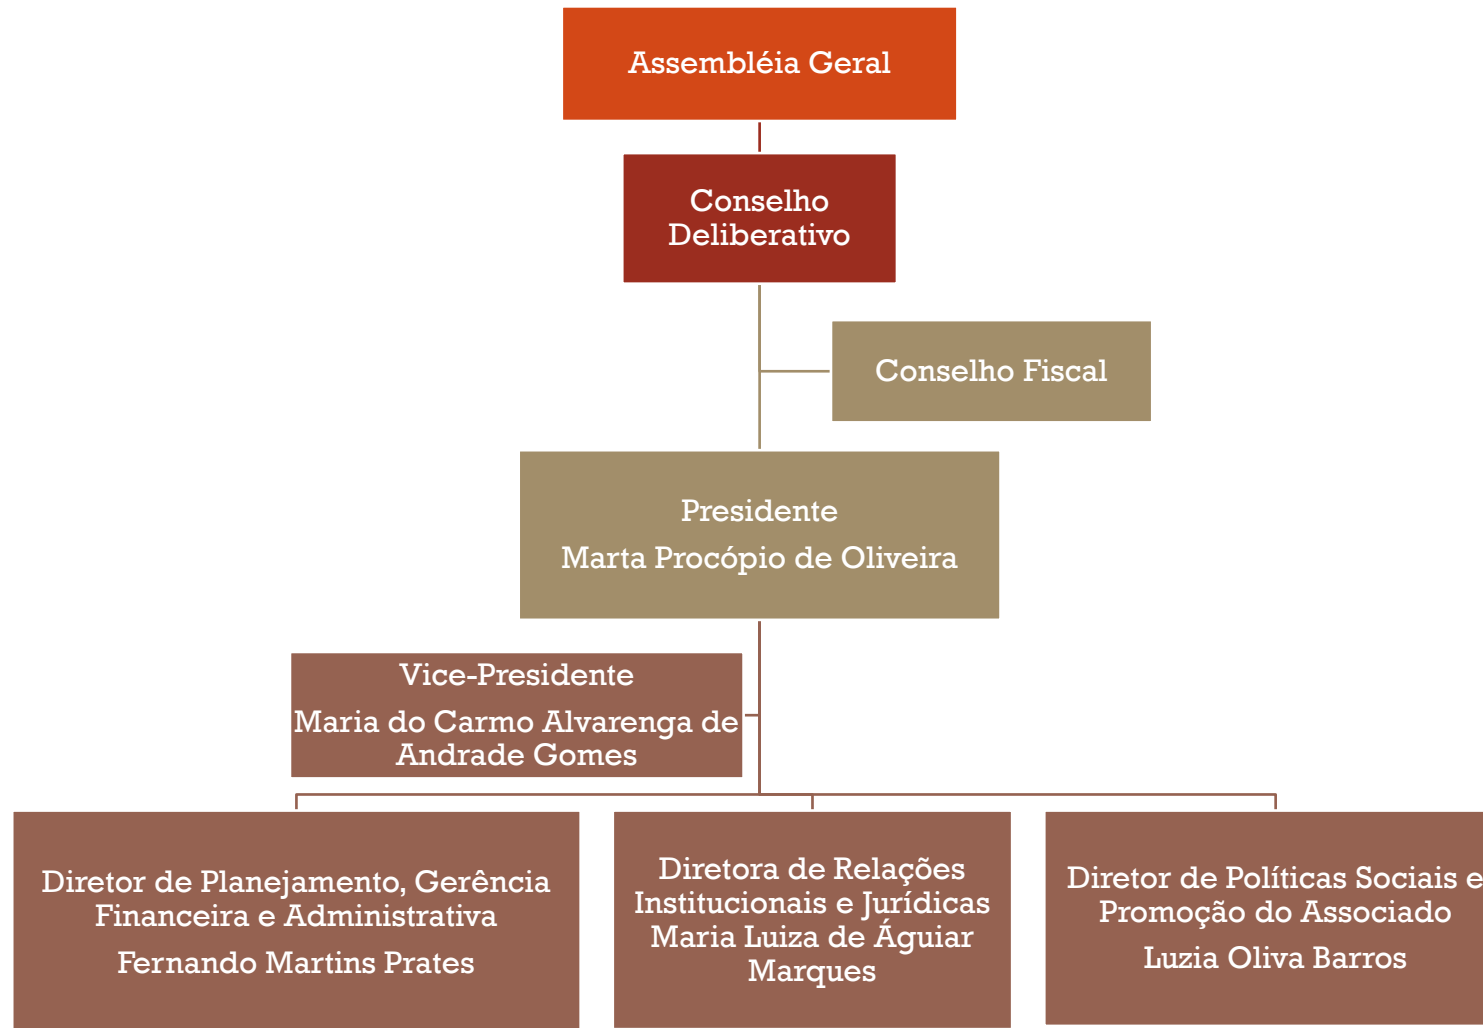 Assembléia Geral
Conselho
Deliberativo
Conselho Fiscal
Presidente
Marta Procópio de Oliveira
Vice-Presidente
Maria do Carmo Alvarenga de
Andrade Gomes
Diretor de Planejamento, Gerência
Financeira e Administrativa
Fernando Martins Prates
Diretora de Relações
Institucionais e Jurídicas
Maria Luiza de Águiar
Marques
Diretor de Políticas Sociais e
Promoção do Associado
Luzia Oliva Barros